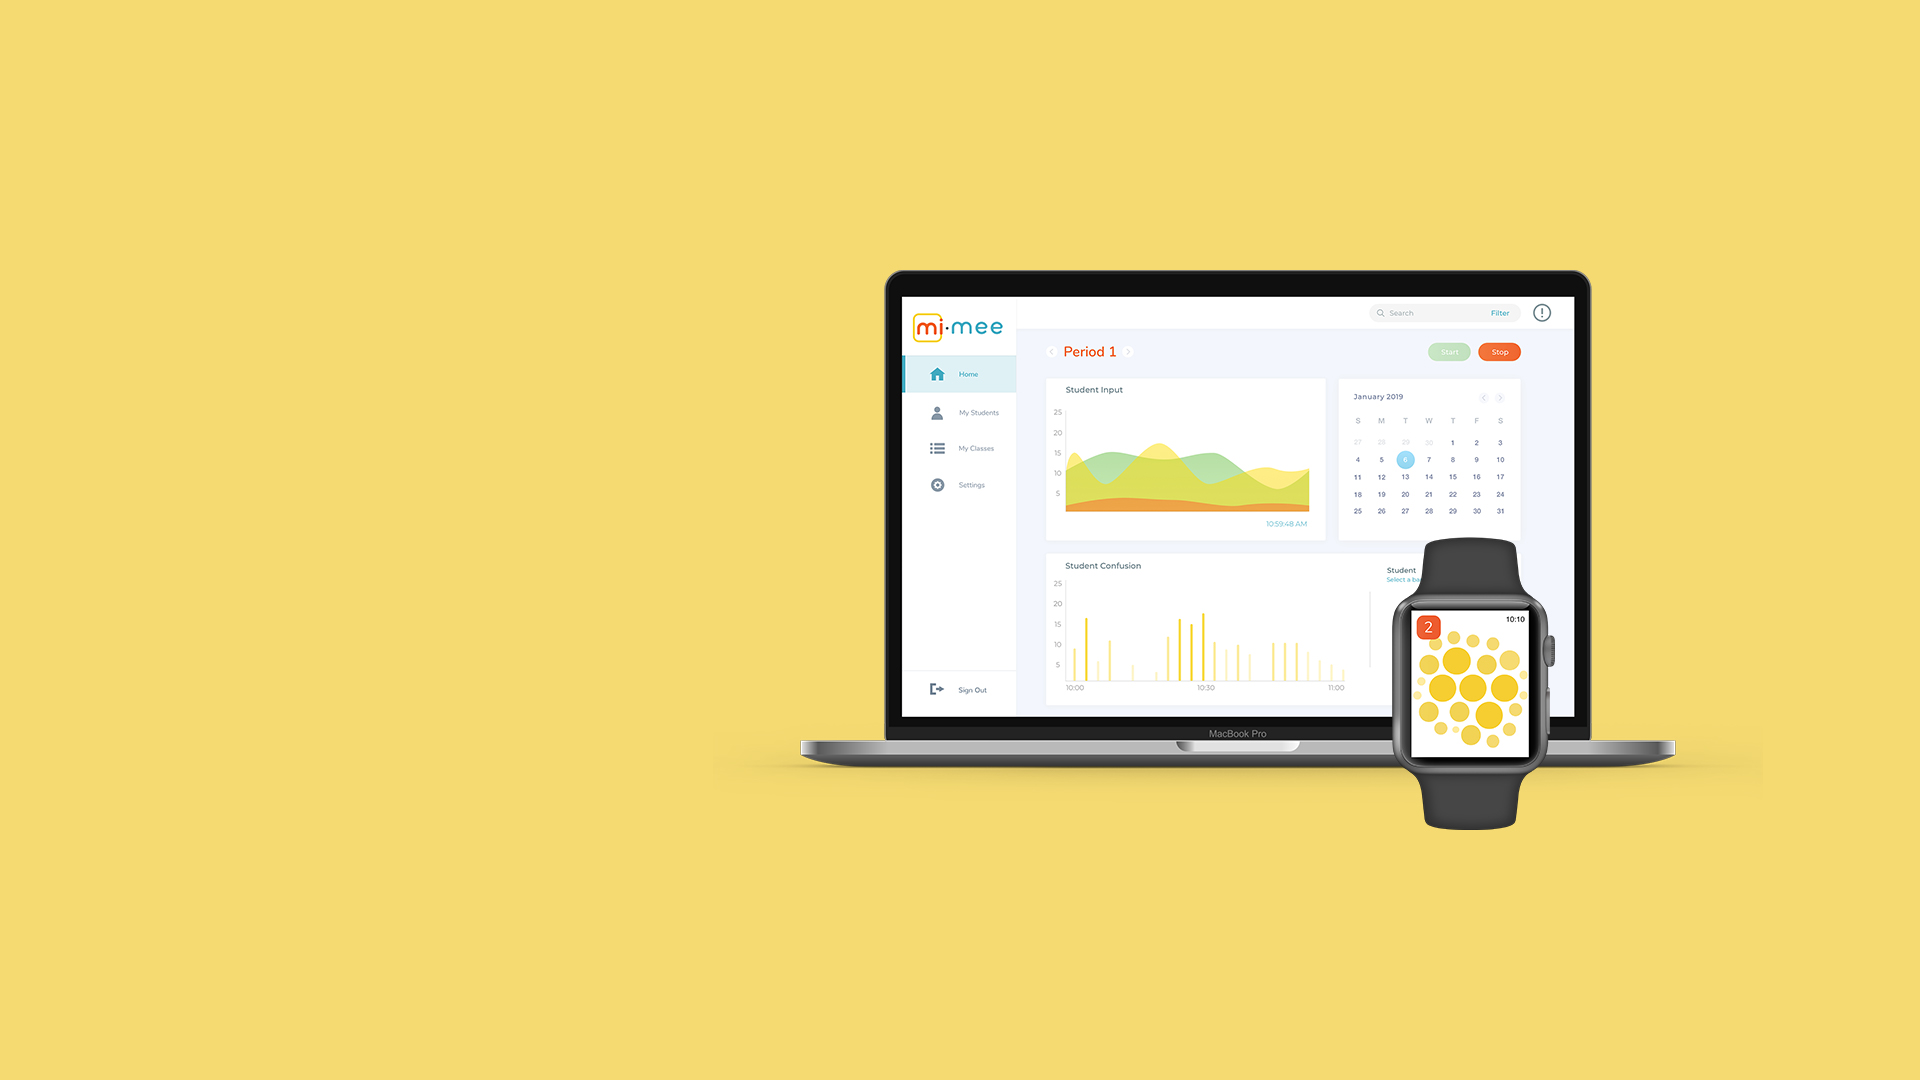 mi·mee
Search
Filter
Home
My Students
My Classes
Settings
Sign Out
Period 1
Start
Stop
Student Input
25
20
15
10
5
10:59:48 AM
January 2019
S M T W T F S
27 28 29 30 1 2 3
4 5 6 7 8 9 10
11 12 13 14 15 16 17
18 19 20 21 22 23 24
25 26 27 28 29 30 31
Student Confusion
25
20
15
10
5
10:00 10:30 11:00
Student
Select a
2
10:10
MacBook Pro